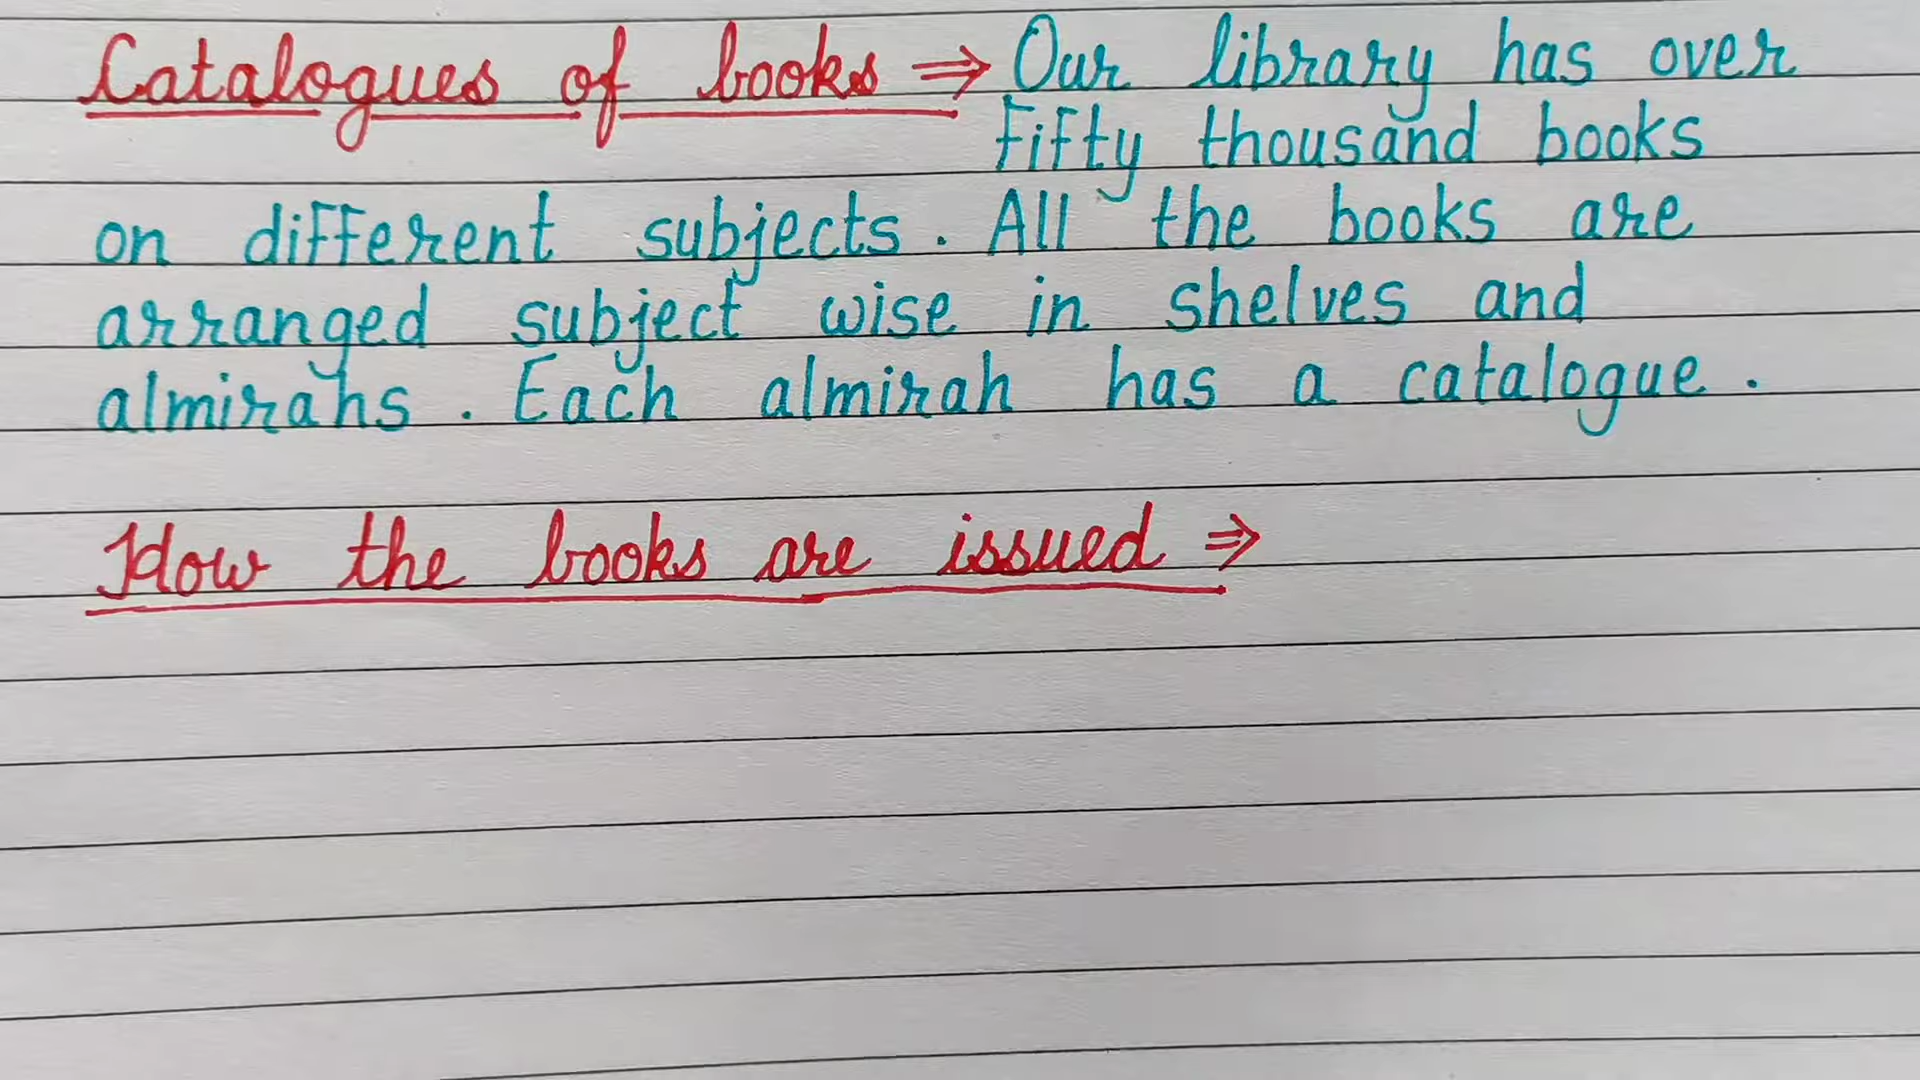 Catalogues of books ⇒ Our library has over
fifty thousand books
on different subjects. All the books are
arranged subject wise in shelves and
almirahs. Each almirah has a catalogue.
How the books are issued ⇒